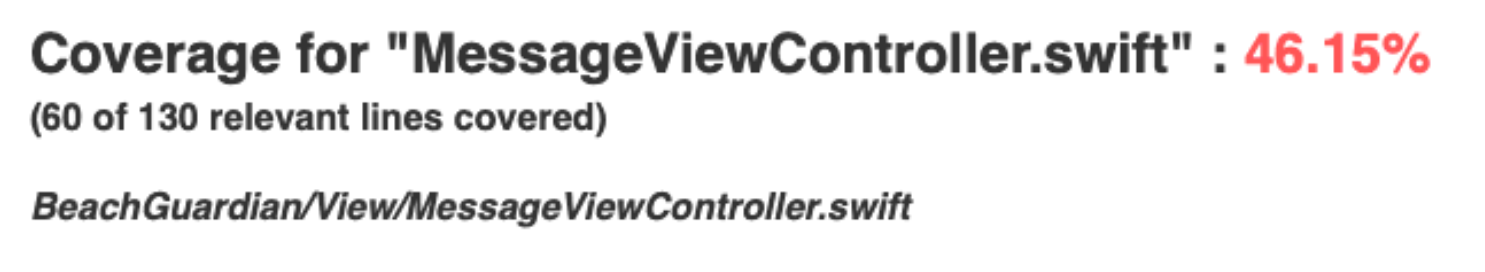 Coverage for "MessageViewController.swift" : 46.15%
(60 of 130 relevant lines covered)
BeachGuardian/View/MessageViewController.swift